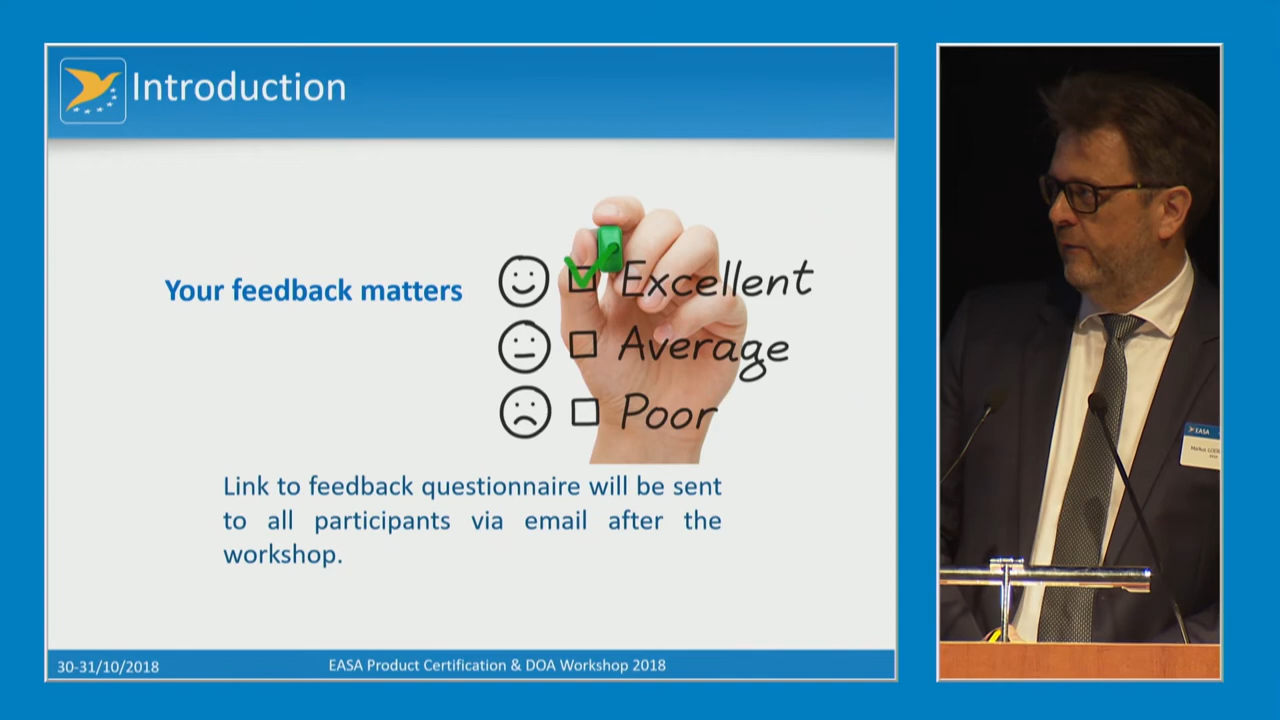 Introduction
Your feedback matters
Excellent
Average
Poor
Link to feedback questionnaire will be sent
to all participants via email after the
workshop.
30-31/10/2018
EASA Product Certification & DOA Workshop 2018
EASA
Markus